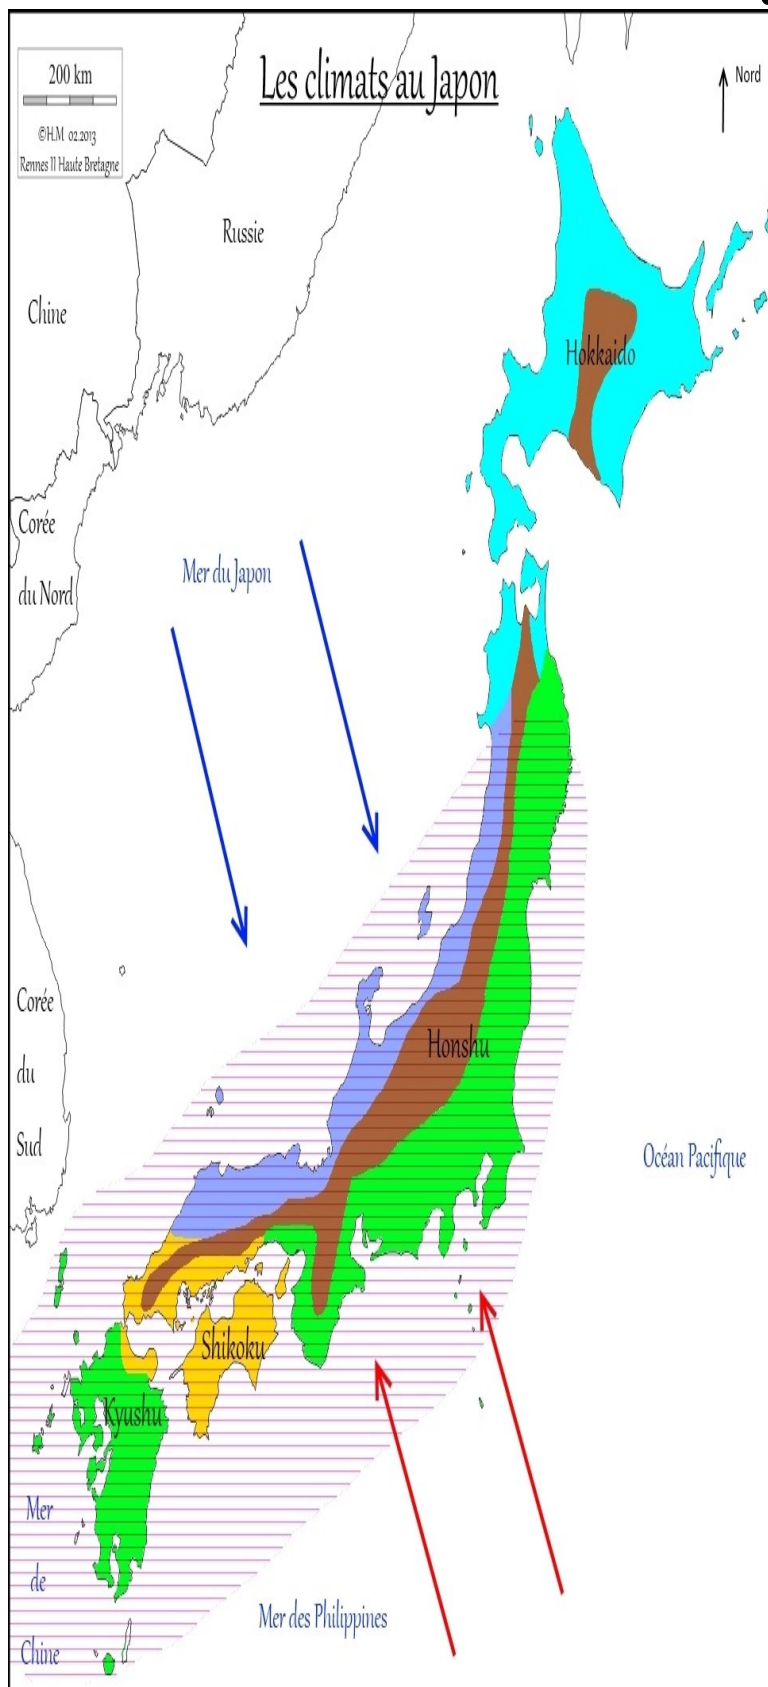 Les climats au Japon
200 km
©H.M 02.2013
Rennes II Haute Bretagne
Nord
Russie
Chine
Hokkaido
Corée
du Nord
Mer du Japon
Corée
du
Sud
Honshu
Océan Pacifique
Shikoku
Kyushu
Mer
de
Chine
Mer des Philippines